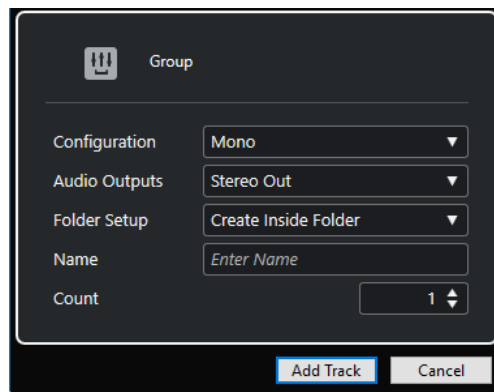 Group
Configuration Mono
Audio Outputs Stereo Out
Folder Setup Create Inside Folder
Name Enter Name
Count 1
Add Track Cancel